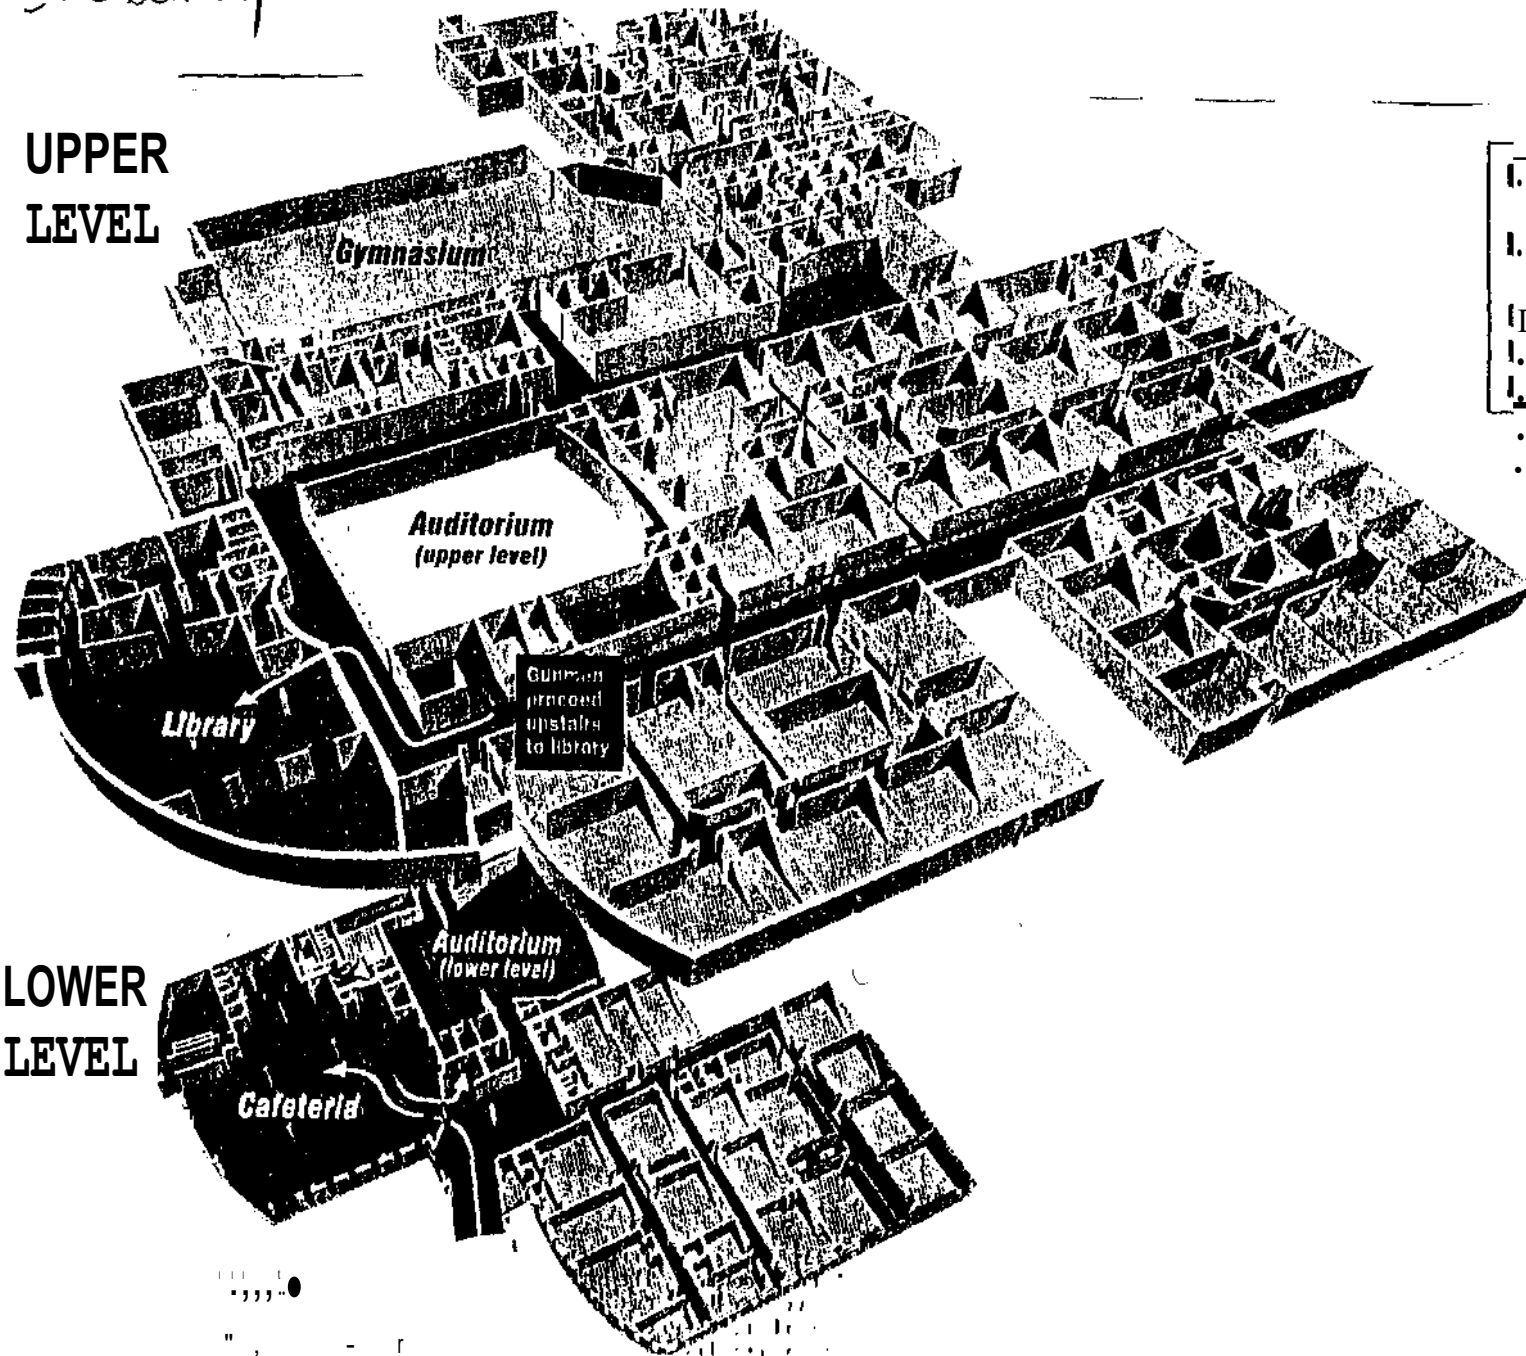 UPPER
LEVEL
Gymnasium
Auditorium
(upper level)
Gunmen
proceed
upstairs
to library
Library
Auditorium
(lower level)
LOWER
LEVEL
Cafeteria